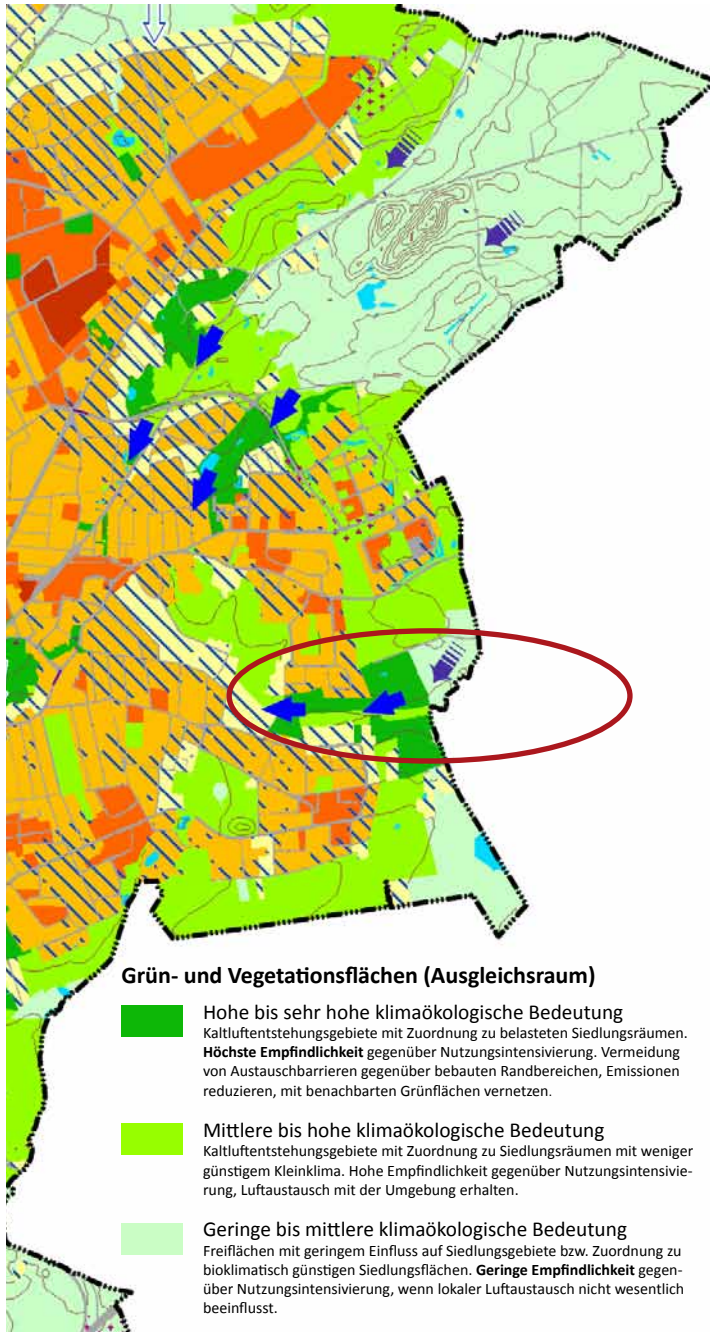 Grün- und Vegetationsflächen (Ausgleichsraum)
Hohe bis sehr hohe klimaökologische Bedeutung
Kaltluftentstehungsgebiete mit Zuordnung zu belasteten Siedlungsräumen.
Höchste Empfindlichkeit gegenüber Nutzungsintensivierung. Vermeidung
von Austauschbarrieren gegenüber bebauten Randbereichen, Emissionen
reduzieren, mit benachbarten Grünflächen vernetzen.
Mittlere bis hohe klimaökologische Bedeutung
Kaltluftentstehungsgebiete mit Zuordnung zu Siedlungsräumen mit weniger
günstigem Kleinklima. Hohe Empfindlichkeit gegenüber Nutzungsintensivie-
rung, Luftaustausch mit der Umgebung erhalten.
Geringe bis mittlere klimaökologische Bedeutung
Freiflächen mit geringem Einfluss auf Siedlungsgebiete bzw. Zuordnung zu
bioklimatisch günstigen Siedlungsflächen. Geringe Empfindlichkeit gegen-
über Nutzungsintensivierung, wenn lokaler Luftaustausch nicht wesentlich
beeinflusst.